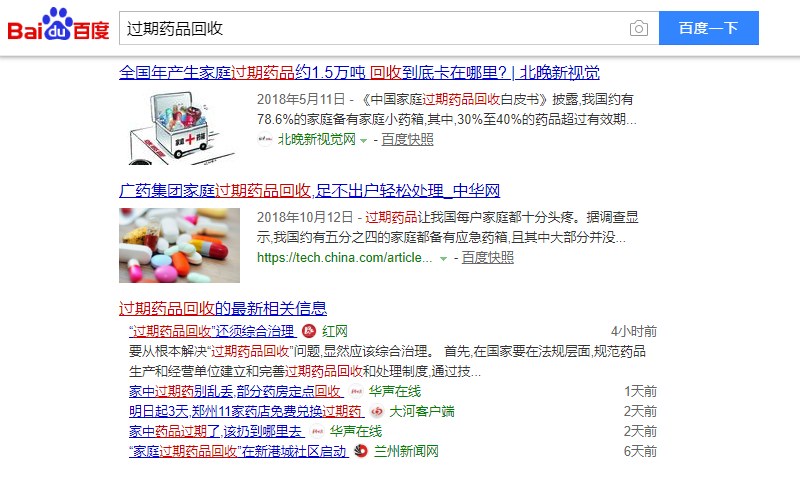 Bai du 百度
过期药品回收
百度一下
全国年产生家庭过期药品约1.5万吨 回收到底卡在哪里? | 北晚新视觉
2018年5月11日 - 《中国家庭过期药品回收白皮书》披露,我国约有
78.6%的家庭备有家庭小药箱,其中,30%至40%的药品超过有效期...
北晚新视觉网 - 百度快照
家庭 药箱
广药集团家庭过期药品回收,足不出户轻松处理_中华网
2018年10月12日 - 过期药品让我国每户家庭都十分头疼。据调查显
示,我国约有五分之四的家庭都备有应急药箱,且其中大部分并没...
https://tech.china.com/article... - 百度快照
过期药品回收的最新相关信息
“过期药品回收”还须综合治理 红网 4小时前
要从根本解决“过期药品回收”问题,显然应该综合治理。 首先,在国家要在法规层面,规范药品
生产和经营单位建立和完善过期药品回收和处理制度,通过技...
家中过期药别乱丢,部分药房定点回收 华声在线 1天前
明日起3天,郑州11家药店免费兑换过期药 大河客户端 2天前
家中药品过期了,该扔到哪里去 华声在线 2天前
“家庭过期药品回收”在新港城社区启动 兰州新闻网 6天前